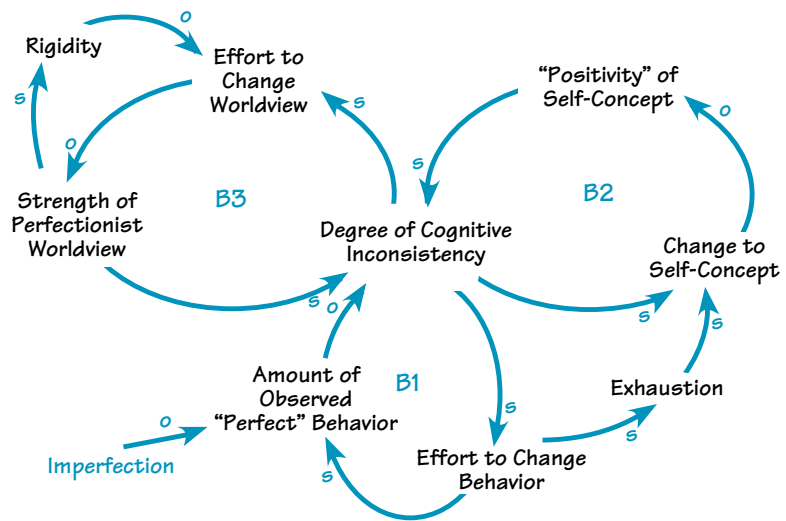 o
Rigidity
s
Effort to
Change
Worldview
s
o
"Positivity" of
Self-Concept
s
o
Strength of
Perfectionist
Worldview
B3
B2
Degree of Cognitive
Inconsistency
Change to
Self-Concept
s
o
s
s
Amount of
Observed
"Perfect" Behavior
B1
Exhaustion
s
o
s
Imperfection
Effort to Change
Behavior
s